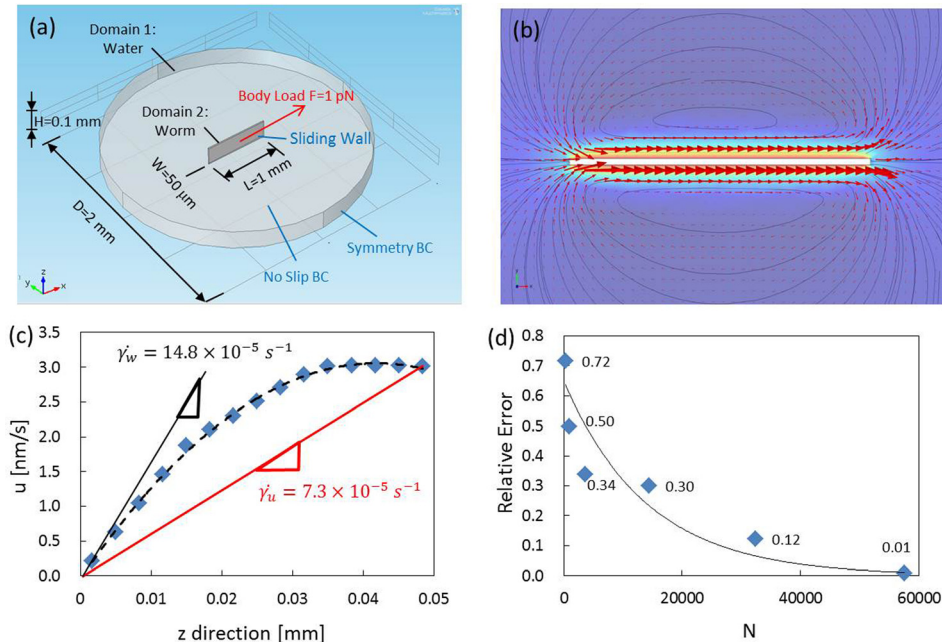 (a)
Domain 1:
Water
Body Load F=1 pN
H=0.1 mm
Domain 2:
Worm
Sliding Wall
W=50 μm
L=1 mm
D=2 mm
Symmetry BC
No Slip BC
z
y
x
(b)
(c)
3.5
3.0
2.5
2.0
1.5
1.0
0.5
0.0
u [nm/s]
γ̇w = 14.8 × 10⁻⁵ s⁻¹
γ̇u = 7.3 × 10⁻⁵ s⁻¹
0 0.01 0.02 0.03 0.04 0.05
z direction [mm]
(d)
0.8
0.7
0.6
0.5
0.4
0.3
0.2
0.1
0.0
Relative Error
0.72
0.50
0.34
0.30
0.12
0.01
0 20000 40000 60000
N